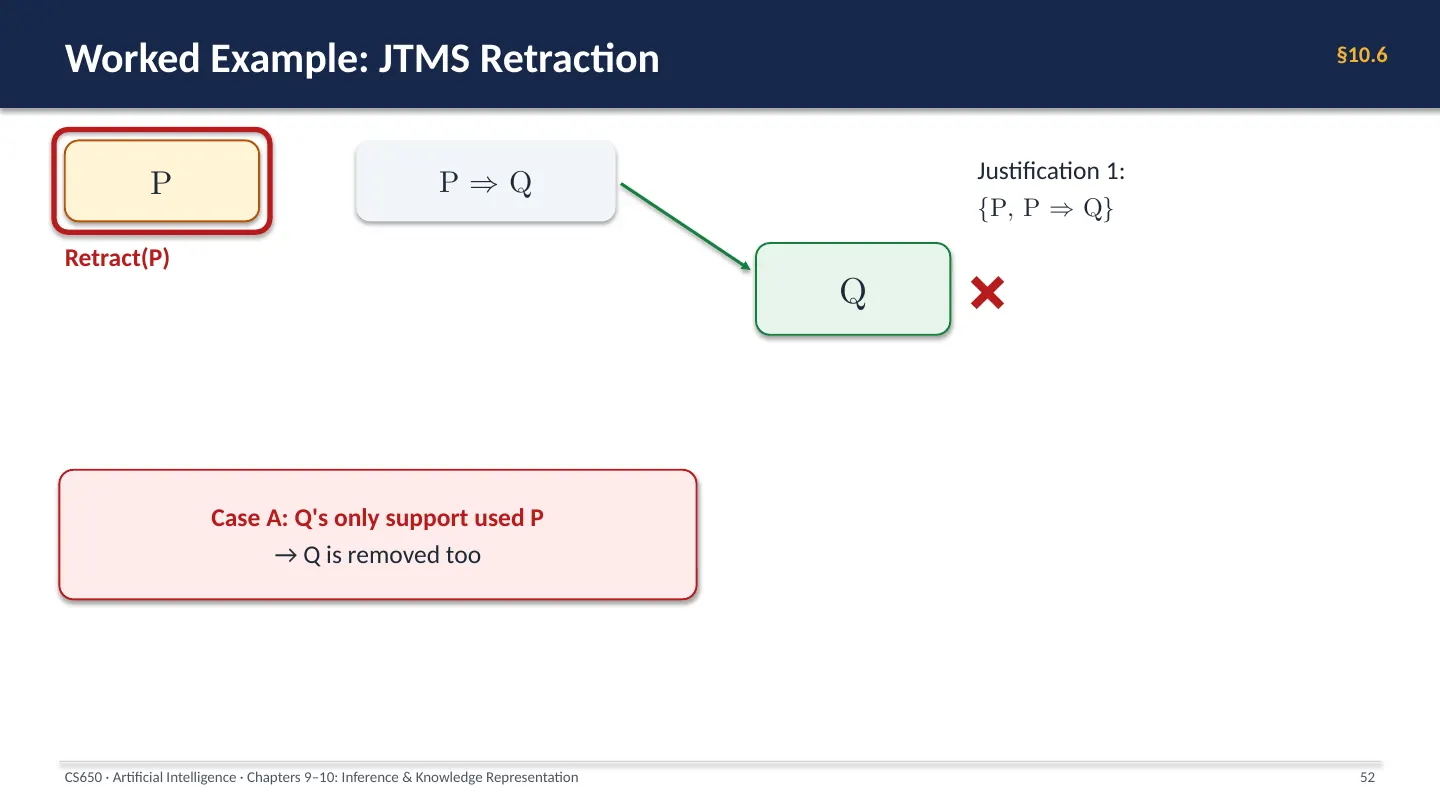 Worked Example: JTMS Retraction
§10.6
P
P ⇒ Q
Justification 1:
{P, P ⇒ Q}
Retract(P)
Q
Case A: Q's only support used P
→ Q is removed too
CS650 · Artificial Intelligence · Chapters 9–10: Inference & Knowledge Representation
52